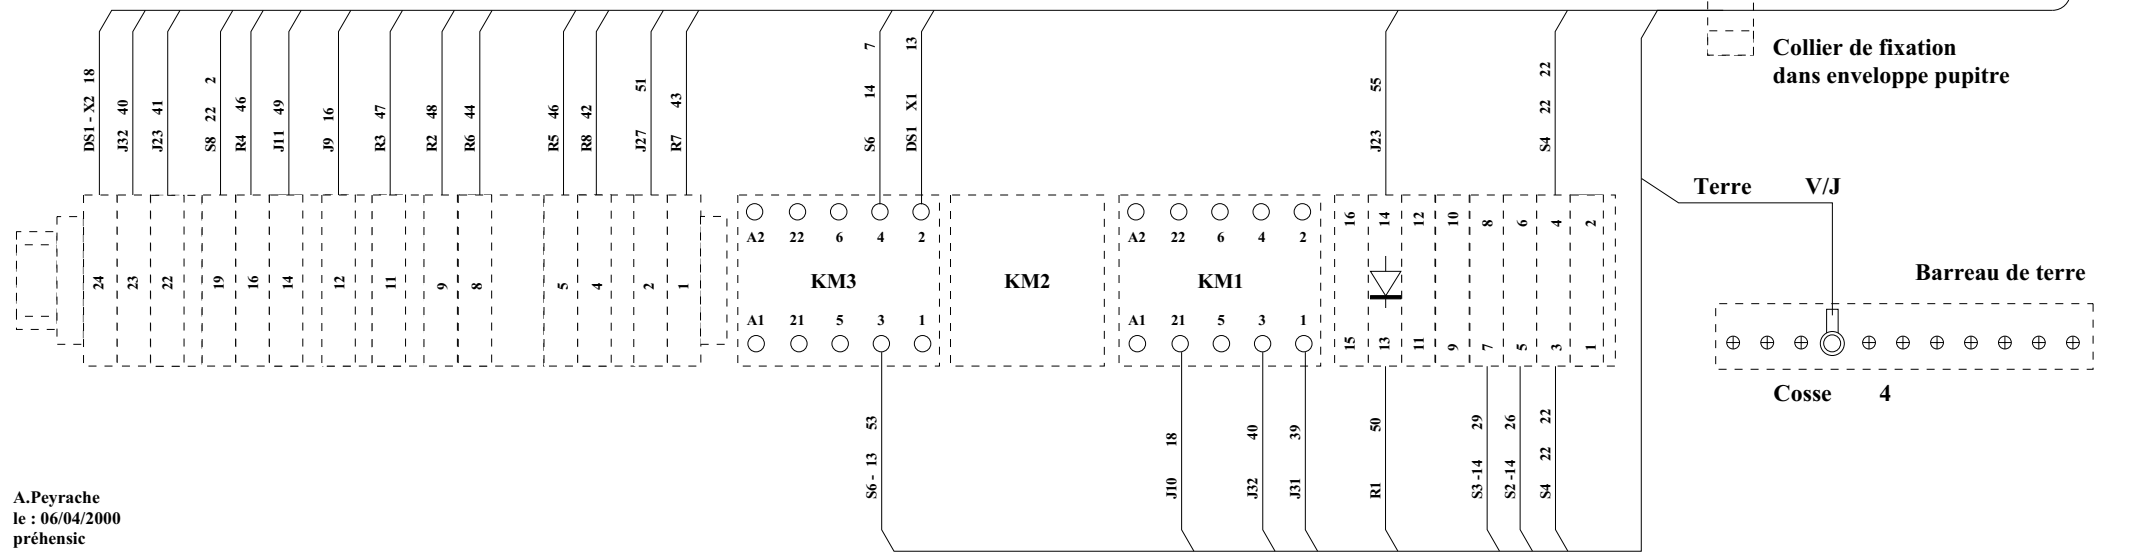 Collier de fixation
dans enveloppe pupitre
DS1 - X2 18
J32 40
J23 41
S8 22 2
R4 46
J11 49
J9 16
R3 47
R2 48
R6 44
R5 46
R8 42
J27 51
R7 43
S6 14 7
DS1 X1 13
J23 55
S4 22 22
Terre V/J
24 23 22 19 16 14 12 11 9 8 5 4 2 1
A2 22 6 4 2
KM3
A1 21 5 3 1
KM2
A2 22 6 4 2
KM1
A1 21 5 3 1
16 14 12 10 8 6 4 2
15 13 11 9 7 5 3 1
Barreau de terre
Cosse 4
S6 - 13 53
J10 18
J32 40
J31 39
R1 50
S3 -14 29
S2 -14 26
S4 22 22
A.Peyrache
le : 06/04/2000
préhensic